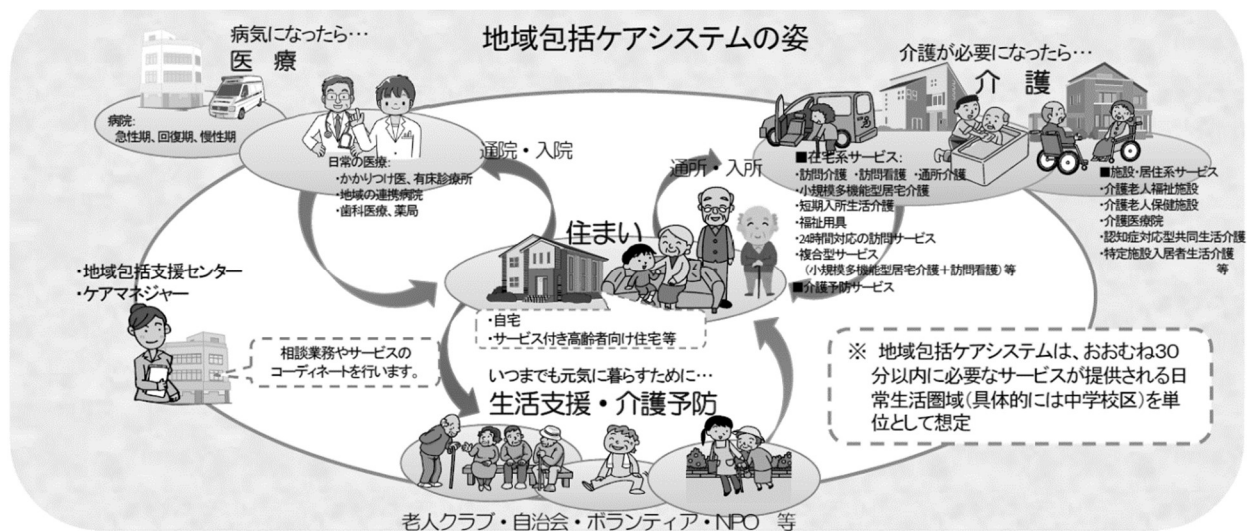 地域包括ケアシステムの姿
病気になったら…
医 療
病院:
急性期、回復期、慢性期
日常の医療:
・かかりつけ医、有床診療所
・地域の連携病院
・歯科医療、薬局
通院・入院
通所・入所
介護が必要になったら…
介 護
■在宅系サービス:
・訪問介護 ・訪問看護 ・通所介護
・小規模多機能型居宅介護
・短期入所生活介護
・福祉用具
・24時間対応の訪問サービス
・複合型サービス
(小規模多機能型居宅介護+訪問看護)等
■介護予防サービス
■施設・居住系サービス
・介護老人福祉施設
・介護老人保健施設
・介護医療院
・認知症対応型共同生活介護
・特定施設入居者生活介護
等
住まい
・自宅
・サービス付き高齢者向け住宅等
・地域包括支援センター
・ケアマネジャー
相談業務やサービスの
コーディネートを行います。
いつまでも元気に暮らすために…
生活支援・介護予防
老人クラブ・自治会・ボランティア・NPO 等
※ 地域包括ケアシステムは、おおむね30
分以内に必要なサービスが提供される日
常生活圏域(具体的には中学校区)を単
位として想定